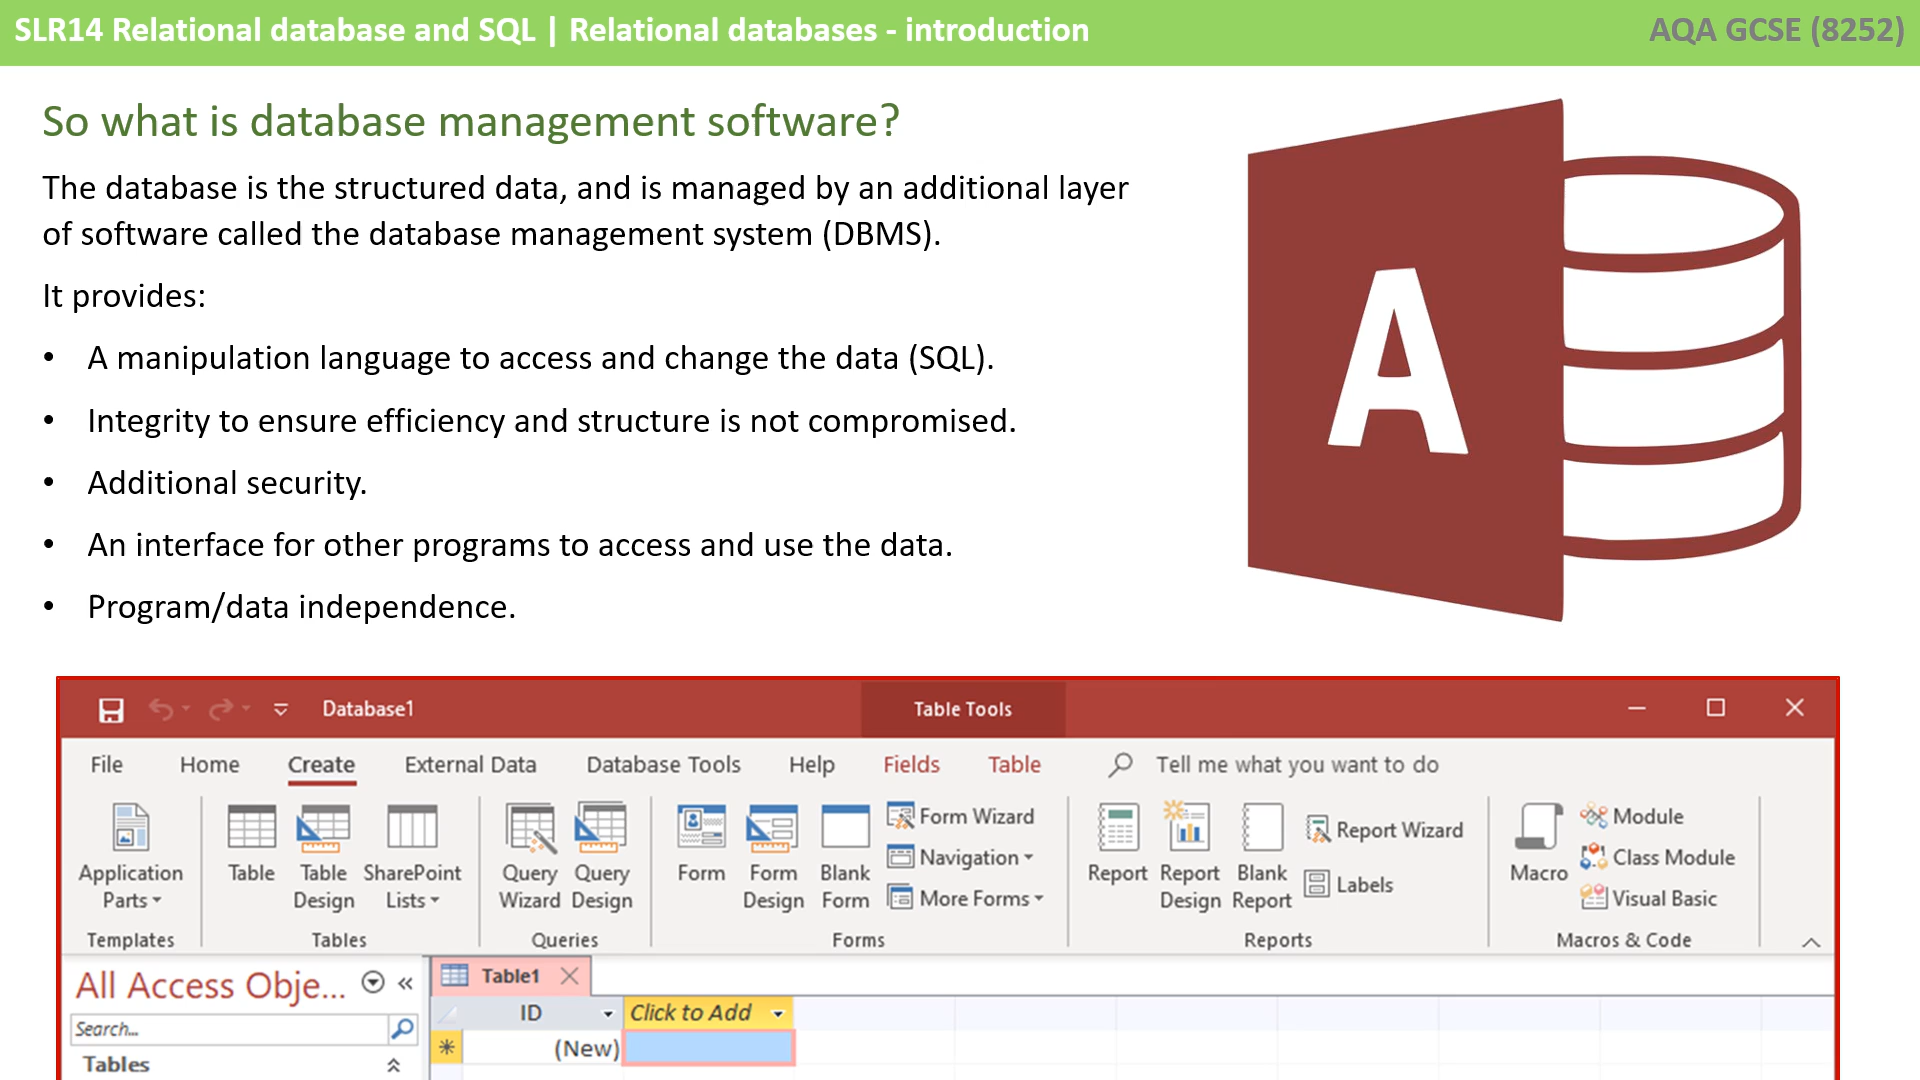 SLR14 Relational database and SQL | Relational databases - introduction
AQA GCSE (8252)
So what is database management software?
The database is the structured data, and is managed by an additional layer
of software called the database management system (DBMS).
It provides:
• A manipulation language to access and change the data (SQL).
• Integrity to ensure efficiency and structure is not compromised.
• Additional security.
• An interface for other programs to access and use the data.
• Program/data independence.
A
Database1
Table Tools
File Home Create External Data Database Tools Help Fields Table Tell me what you want to do
Application
Parts
Templates
Table
Table
Design
SharePoint
Lists
Tables
Query
Wizard
Query
Design
Queries
Form
Form
Design
Blank
Form
Form Wizard
Navigation
More Forms
Forms
Report
Report
Design
Blank
Report
Report Wizard
Labels
Reports
Macro
Module
Class Module
Visual Basic
Macros & Code
All Access Obje...
Search...
Tables
Table1
ID
Click to Add
(New)